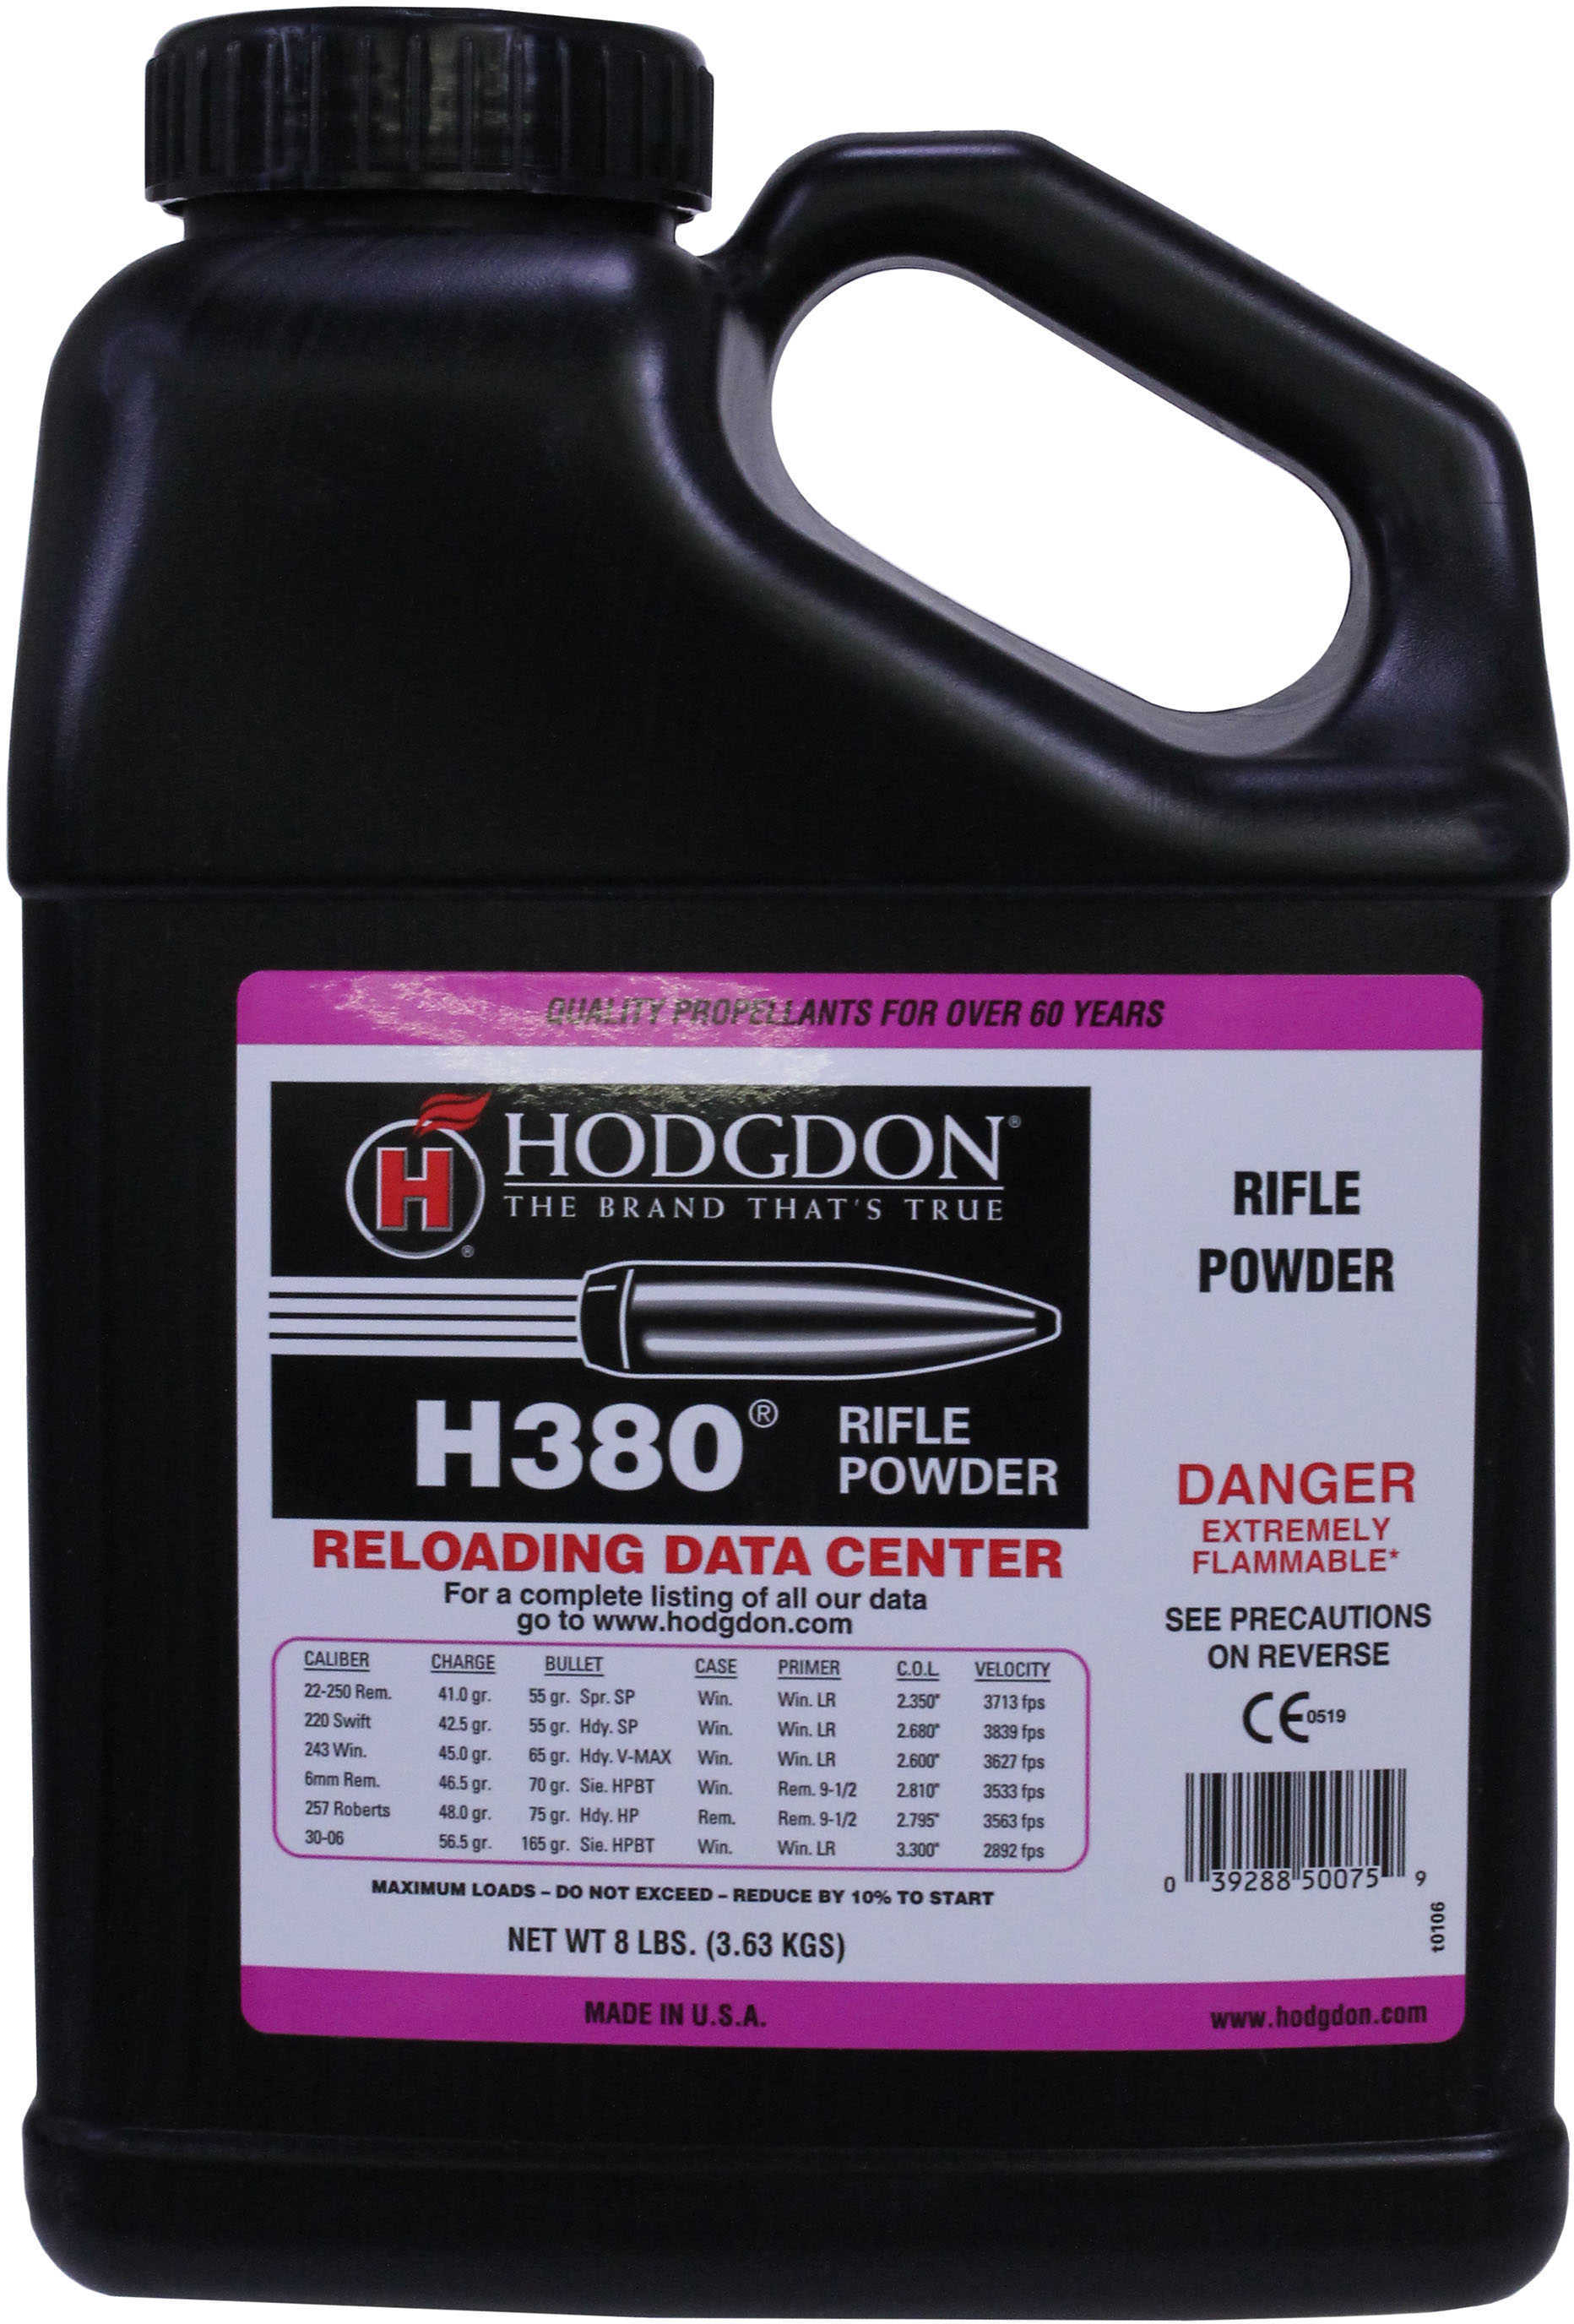 QUALITY PROPELLANTS FOR OVER 60 YEARS
H
®
HODGDON®
THE BRAND THAT'S TRUE
H380® RIFLE
POWDER
RIFLE
POWDER
RELOADING DATA CENTER
For a complete listing of all our data
go to www.hodgdon.com
CALIBER CHARGE BULLET CASE PRIMER C.O.L. VELOCITY
22-250 Rem. 41.0 gr. 55 gr. Spr. SP Win. Win. LR 2.350" 3713 fps
220 Swift 42.5 gr. 55 gr. Hdy. SP Win. Win. LR 2.680" 3839 fps
243 Win. 45.0 gr. 65 gr. Hdy. V-MAX Win. Win. LR 2.600" 3627 fps
6mm Rem. 46.5 gr. 70 gr. Sie. HPBT Win. Rem. 9-1/2 2.810" 3533 fps
257 Roberts 48.0 gr. 75 gr. Hdy. HP Rem. Rem. 9-1/2 2.795" 3563 fps
30-06 56.5 gr. 165 gr. Sie. HPBT Win. Win. LR 3.300" 2892 fps
MAXIMUM LOADS – DO NOT EXCEED – REDUCE BY 10% TO START
NET WT 8 LBS. (3.63 KGS)
DANGER
EXTREMELY
FLAMMABLE*
SEE PRECAUTIONS
ON REVERSE
CE 0519
0 39288 50075 9
t0106
MADE IN U.S.A.
www.hodgdon.com